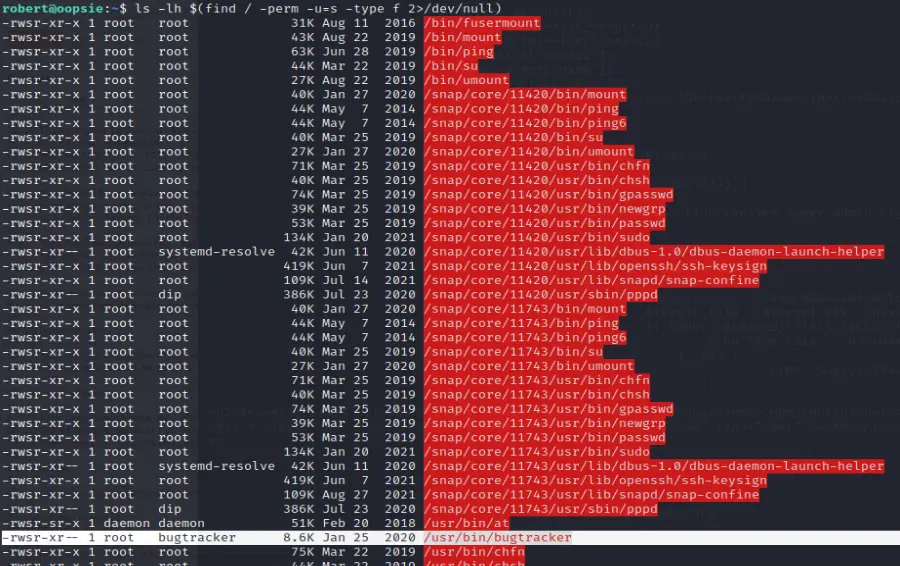 robert@oopsie:~$ ls -lh $(find / -perm -u=s -type f 2>/dev/null)
-rwsr-xr-x 1 root   root    31K Aug 11  2016 /bin/fusermount
-rwsr-xr-x 1 root   root    43K Aug 22  2019 /bin/mount
-rwsr-xr-x 1 root   root    63K Jun 28  2019 /bin/ping
-rwsr-xr-x 1 root   root    44K Mar 22  2019 /bin/su
-rwsr-xr-x 1 root   root    27K Aug 22  2019 /bin/umount
-rwsr-xr-x 1 root   root    40K Jan 27  2020 /snap/core/11420/bin/mount
-rwsr-xr-x 1 root   root    44K May  7  2014 /snap/core/11420/bin/ping
-rwsr-xr-x 1 root   root    44K May  7  2014 /snap/core/11420/bin/ping6
-rwsr-xr-x 1 root   root    40K Mar 25  2019 /snap/core/11420/bin/su
-rwsr-xr-x 1 root   root    27K Jan 27  2020 /snap/core/11420/bin/umount
-rwsr-xr-x 1 root   root    71K Mar 25  2019 /snap/core/11420/usr/bin/chfn
-rwsr-xr-x 1 root   root    40K Mar 25  2019 /snap/core/11420/usr/bin/chsh
-rwsr-xr-x 1 root   root    74K Mar 25  2019 /snap/core/11420/usr/bin/gpasswd
-rwsr-xr-x 1 root   root    39K Mar 25  2019 /snap/core/11420/usr/bin/newgrp
-rwsr-xr-x 1 root   root    53K Mar 25  2019 /snap/core/11420/usr/bin/passwd
-rwsr-xr-x 1 root   root    134K Jan 20  2021 /snap/core/11420/usr/bin/sudo
-rwsr-xr-- 1 root   systemd-resolve  42K Jun 11  2020 /snap/core/11420/usr/lib/dbus-1.0/dbus-daemon-launch-helper
-rwsr-xr-x 1 root   root    419K Jun  7  2021 /snap/core/11420/usr/lib/openssh/ssh-keysign
-rwsr-xr-x 1 root   root    109K Jul 14  2021 /snap/core/11420/usr/lib/snapd/snap-confine
-rwsr-xr-- 1 root   dip    386K Jul 23  2020 /snap/core/11420/usr/sbin/pppd
-rwsr-xr-x 1 root   root    40K Jan 27  2020 /snap/core/11743/bin/mount
-rwsr-xr-x 1 root   root    44K May  7  2014 /snap/core/11743/bin/ping
-rwsr-xr-x 1 root   root    44K May  7  2014 /snap/core/11743/bin/ping6
-rwsr-xr-x 1 root   root    40K Mar 25  2019 /snap/core/11743/bin/su
-rwsr-xr-x 1 root   root    27K Jan 27  2020 /snap/core/11743/bin/umount
-rwsr-xr-x 1 root   root    71K Mar 25  2019 /snap/core/11743/usr/bin/chfn
-rwsr-xr-x 1 root   root    40K Mar 25  2019 /snap/core/11743/usr/bin/chsh
-rwsr-xr-x 1 root   root    74K Mar 25  2019 /snap/core/11743/usr/bin/gpasswd
-rwsr-xr-x 1 root   root    39K Mar 25  2019 /snap/core/11743/usr/bin/newgrp
-rwsr-xr-x 1 root   root    53K Mar 25  2019 /snap/core/11743/usr/bin/passwd
-rwsr-xr-x 1 root   root    134K Jan 20  2021 /snap/core/11743/usr/bin/sudo
-rwsr-xr-- 1 root   systemd-resolve  42K Jun 11  2020 /snap/core/11743/usr/lib/dbus-1.0/dbus-daemon-launch-helper
-rwsr-xr-x 1 root   root    419K Jun  7  2021 /snap/core/11743/usr/lib/openssh/ssh-keysign
-rwsr-xr-x 1 root   root    109K Aug 27  2021 /snap/core/11743/usr/lib/snapd/snap-confine
-rwsr-xr-- 1 root   dip    386K Jul 23  2020 /snap/core/11743/usr/sbin/pppd
-rwsr-sr-x 1 daemon daemon    51K Feb 20  2018 /usr/bin/at
-rwsr-xr-- 1 root   bugtracker  8.6K Jan 25  2020 /usr/bin/bugtracker
-rwsr-xr-x 1 root   root    75K Mar 22  2019 /usr/bin/chfn
-rwsr-xr-x 1 root   root    44K Mar 22  2019 /usr/bin/chsh